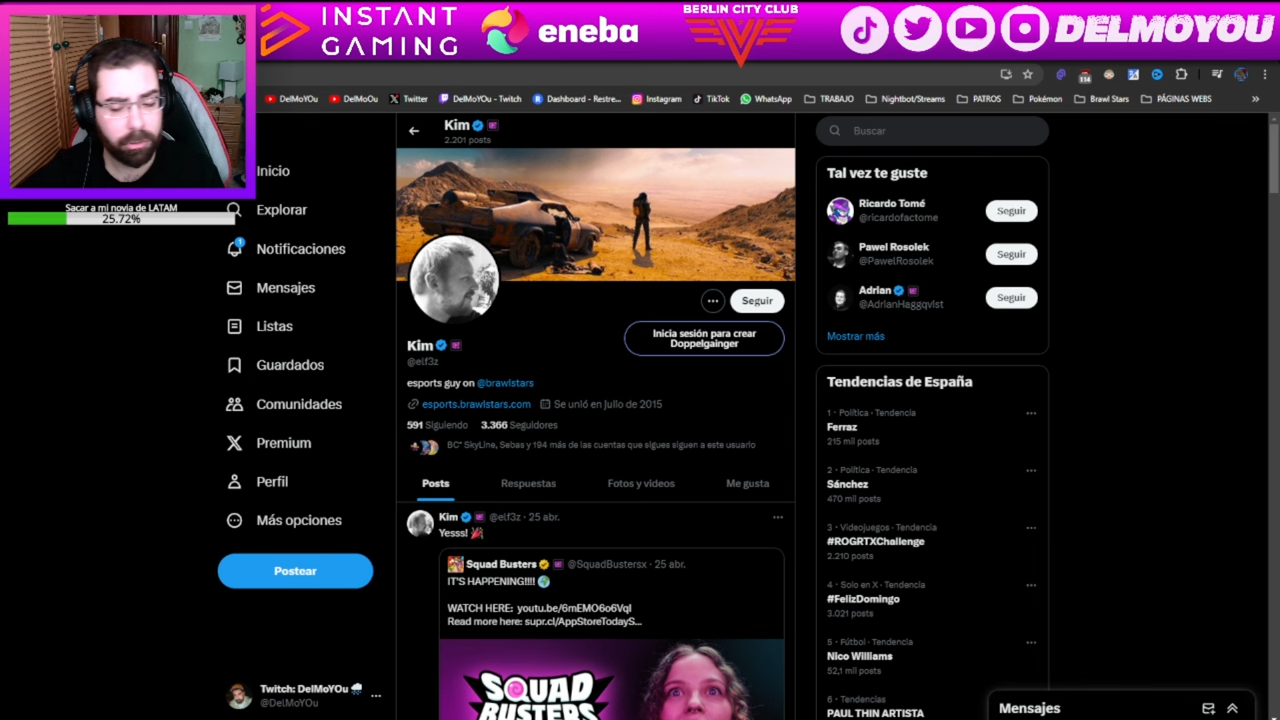 INSTANT
GAMING
eneba
BERLIN CITY CLUB
DELMOYOU
114
DelMoYOu
DelMoOu
Twitter
DelMoYOu - Twitch
Dashboard - Restre...
Instagram
TikTok
WhatsApp
TRABAJO
Nightbot/Streams
PATROS
Pokémon
Brawl Stars
PÁGINAS WEBS
Sacar a mi novia de LATAM
25.72%
Inicio
Explorar
1
Notificaciones
Mensajes
Listas
Guardados
Comunidades
Premium
Perfil
Más opciones
Postear
Twitch: DelMoYOu
@DelMoYOu
Kim
2.201 posts
Seguir
Inicia sesión para crear
Doppelgainger
Kim
@elf3z
esports guy on @brawlstars
esports.brawlstars.com Se unió en julio de 2015
591 Siguiendo 3.366 Seguidores
BC* SkyLine, Sebas y 194 más de las cuentas que sigues siguen a este usuario
Posts Respuestas Fotos y videos Me gusta
Kim @elf3z · 25 abr.
Yesss!
Squad Busters @SquadBustersx · 25 abr.
IT'S HAPPENING!!!!
WATCH HERE: youtu.be/6mEMO6o6VqI
Read more here: supr.cl/AppStoreTodayS...
SQUAD
BUSTERS
Buscar
Tal vez te guste
Ricardo Tomé
@ricardofactome
Seguir
Pawel Rosolek
@PawelRosolek
Seguir
Adrian
@AdrianHaggqvist
Seguir
Mostrar más
Tendencias de España
1 · Política · Tendencia
Ferraz
215 mil posts
2 · Política · Tendencia
Sánchez
470 mil posts
3 · Videojuegos · Tendencia
#ROGRTXChallenge
2.210 posts
4 · Solo en X · Tendencia
#FelizDomingo
3.021 posts
5 · Fútbol · Tendencia
Nico Williams
52,1 mil posts
6 · Tendencias
PAUL THIN ARTISTA
Mensajes